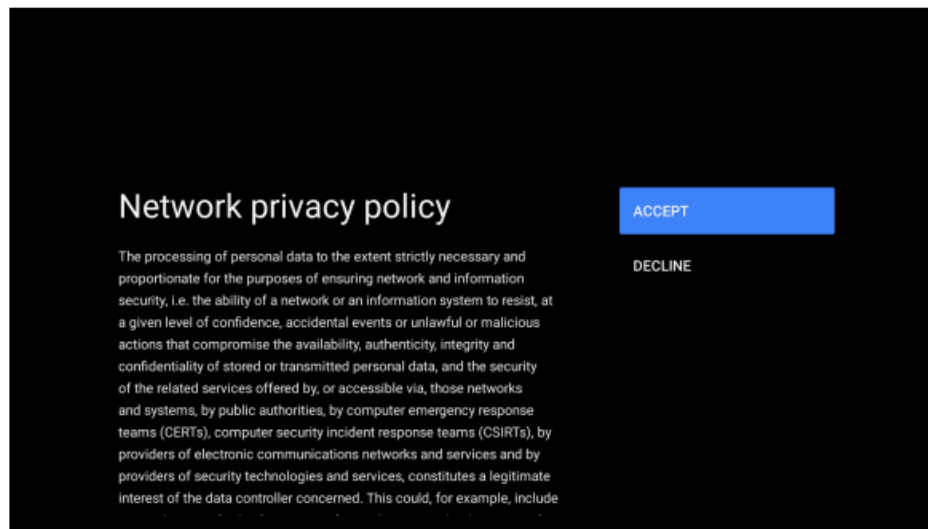 Network privacy policy
The processing of personal data to the extent strictly necessary and
proportionate for the purposes of ensuring network and information
security, i.e. the ability of a network or an information system to resist, at
a given level of confidence, accidental events or unlawful or malicious
actions that compromise the availability, authenticity, integrity and
confidentiality of stored or transmitted personal data, and the security
of the related services offered by, or accessible via, those networks
and systems, by public authorities, by computer emergency response
teams (CERTs), computer security incident response teams (CSIRTs), by
providers of electronic communications networks and services and by
providers of security technologies and services, constitutes a legitimate
interest of the data controller concerned. This could, for example, include
ACCEPT
DECLINE